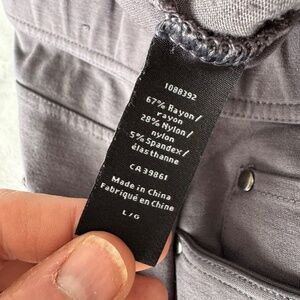 1088392
67% Rayon/
rayon
28% Nylon/
nylon
5% Spandex/
élasthanne
CA 39861
Made in China
Fabriqué en Chine
L/G